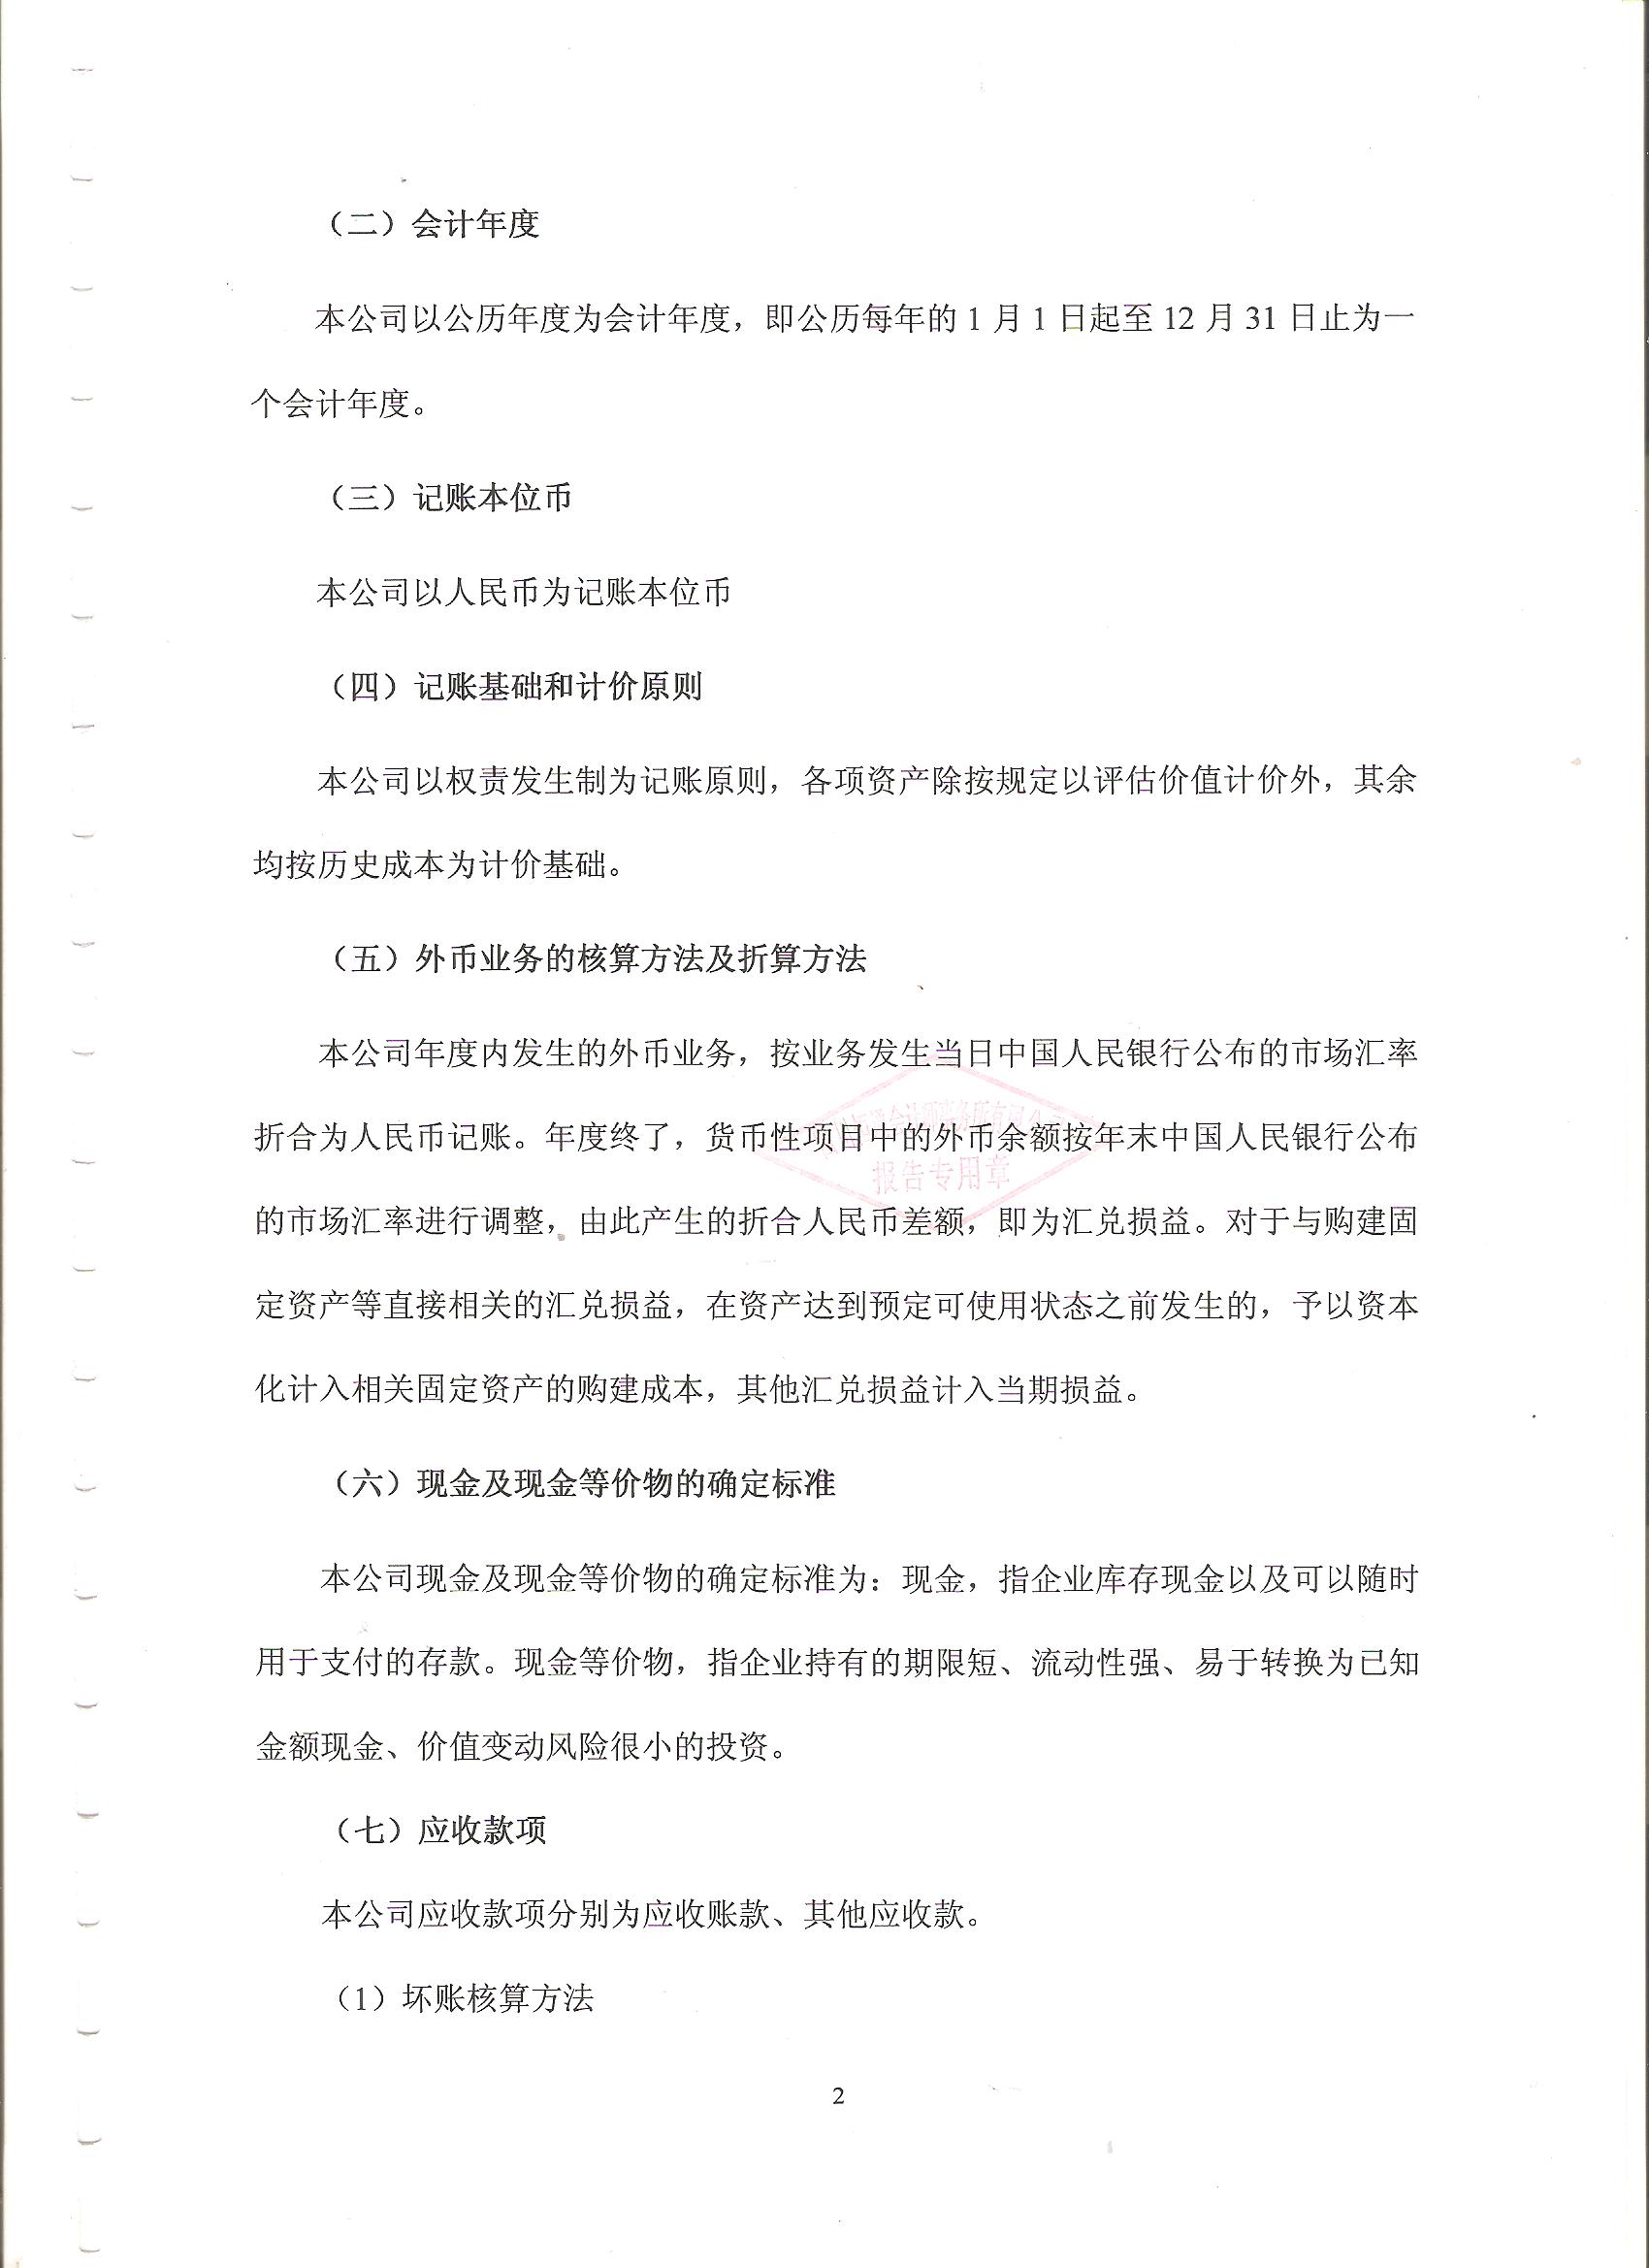 （二）会计年度
本公司以公历年度为会计年度，即公历每年的 1 月 1 日起至 12 月 31 日止为一
个会计年度。
（三）记账本位币
本公司以人民币为记账本位币
（四）记账基础和计价原则
本公司以权责发生制为记账原则，各项资产除按规定以评估价值计价外，其余
均按历史成本为计价基础。
（五）外币业务的核算方法及折算方法
本公司年度内发生的外币业务，按业务发生当日中国人民银行公布的市场汇率
折合为人民币记账。年度终了，货币性项目中的外币余额按年末中国人民银行公布
报告专用章
的市场汇率进行调整，由此产生的折合人民币差额，即为汇兑损益。对于与购建固
定资产等直接相关的汇兑损益，在资产达到预定可使用状态之前发生的，予以资本
化计入相关固定资产的购建成本，其他汇兑损益计入当期损益。
（六）现金及现金等价物的确定标准
本公司现金及现金等价物的确定标准为：现金，指企业库存现金以及可以随时
用于支付的存款。现金等价物，指企业持有的期限短、流动性强、易于转换为已知
金额现金、价值变动风险很小的投资。
（七）应收款项
本公司应收款项分别为应收账款、其他应收款。
（1）坏账核算方法
2